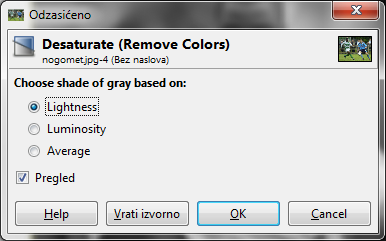 Odzasićeno
Desaturate (Remove Colors)
nogomet.jpg-4 (Bez naslova)
Choose shade of gray based on:
Lightness
Luminosity
Average
Pregled
Help Vrati izvorno OK Cancel